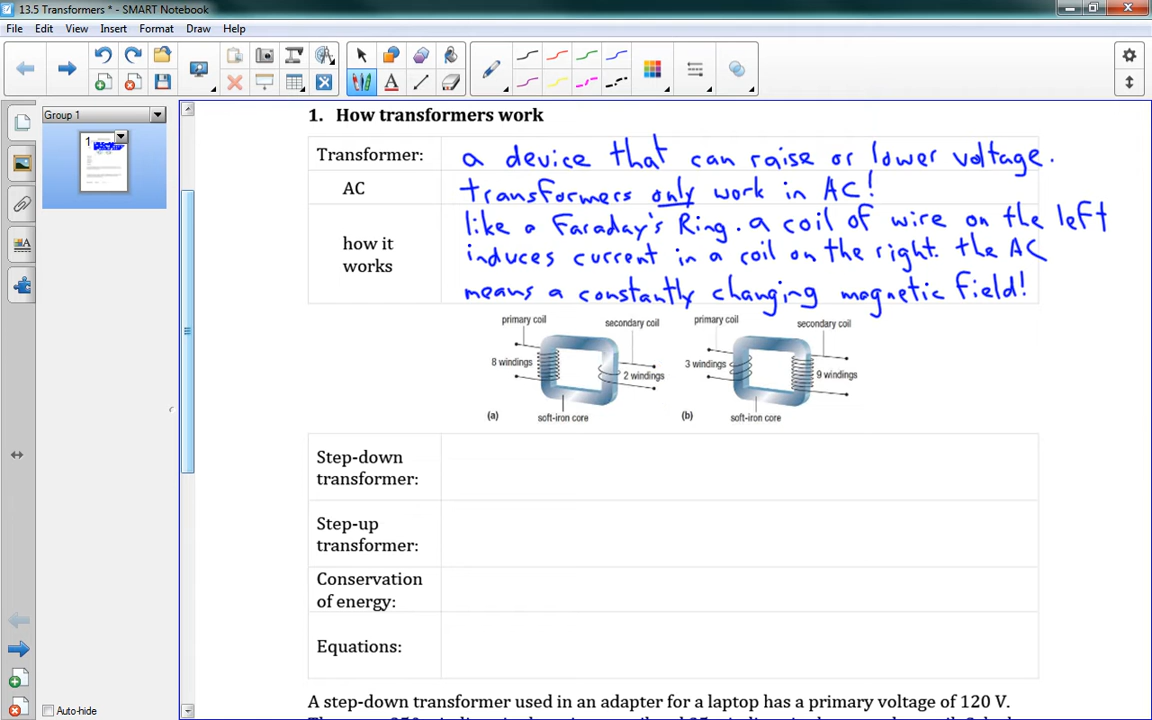 13.5 Transformers * - SMART Notebook
File Edit View Insert Format Draw Help
Group 1
1
1. How transformers work
Transformer: a device that can raise or lower voltage.
AC transformers only work in AC!
how it works
like a Faraday's Ring. a coil of wire on the left
induces current in a coil on the right. the AC
means a constantly changing magnetic field!
primary coil secondary coil primary coil secondary coil
8 windings 2 windings 3 windings 9 windings
(a) soft-iron core (b) soft-iron core
Step-down
transformer:
Step-up
transformer:
Conservation
of energy:
Equations:
A step-down transformer used in an adapter for a laptop has a primary voltage of 120 V.
Auto-hide